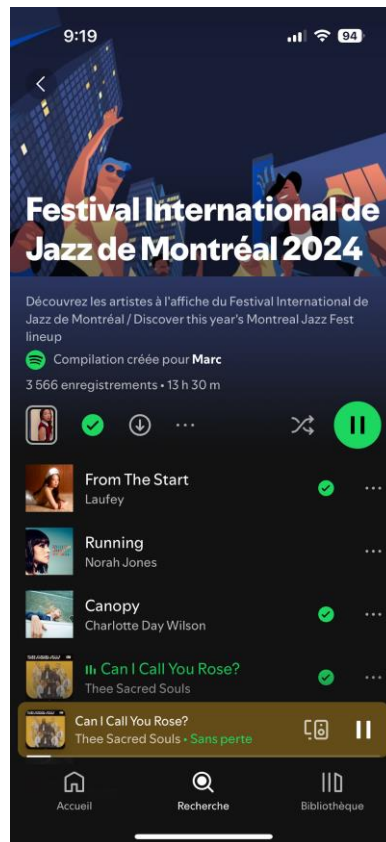 9:19
94
Festival International de
Jazz de Montréal 2024
Découvrez les artistes à l'affiche du Festival International de
Jazz de Montréal / Discover this year's Montreal Jazz Fest
lineup
Compilation créée pour Marc
3 566 enregistrements • 13 h 30 m
From The Start
Laufey
Running
Norah Jones
Canopy
Charlotte Day Wilson
Can I Call You Rose?
Thee Sacred Souls
Can I Call You Rose?
Thee Sacred Souls • Sans perte
Accueil
Recherche
Bibliothèque